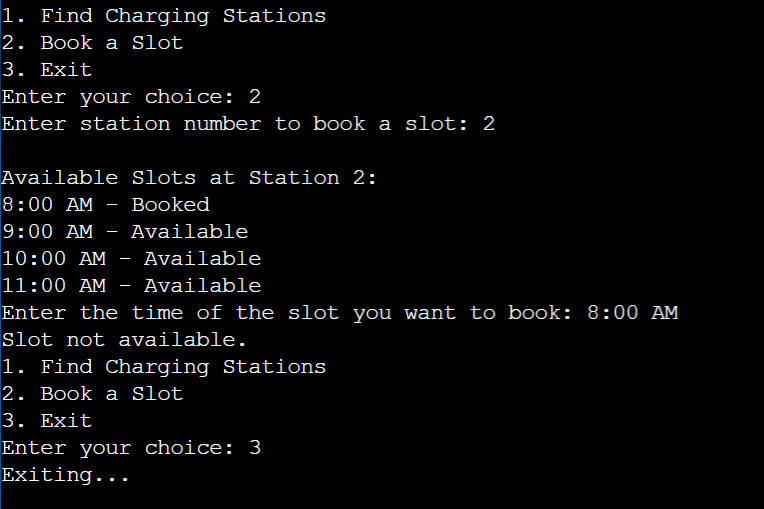 1. Find Charging Stations
2. Book a Slot
3. Exit
Enter your choice: 2
Enter station number to book a slot: 2

Available Slots at Station 2:
8:00 AM - Booked
9:00 AM - Available
10:00 AM - Available
11:00 AM - Available
Enter the time of the slot you want to book: 8:00 AM
Slot not available.
1. Find Charging Stations
2. Book a Slot
3. Exit
Enter your choice: 3
Exiting...